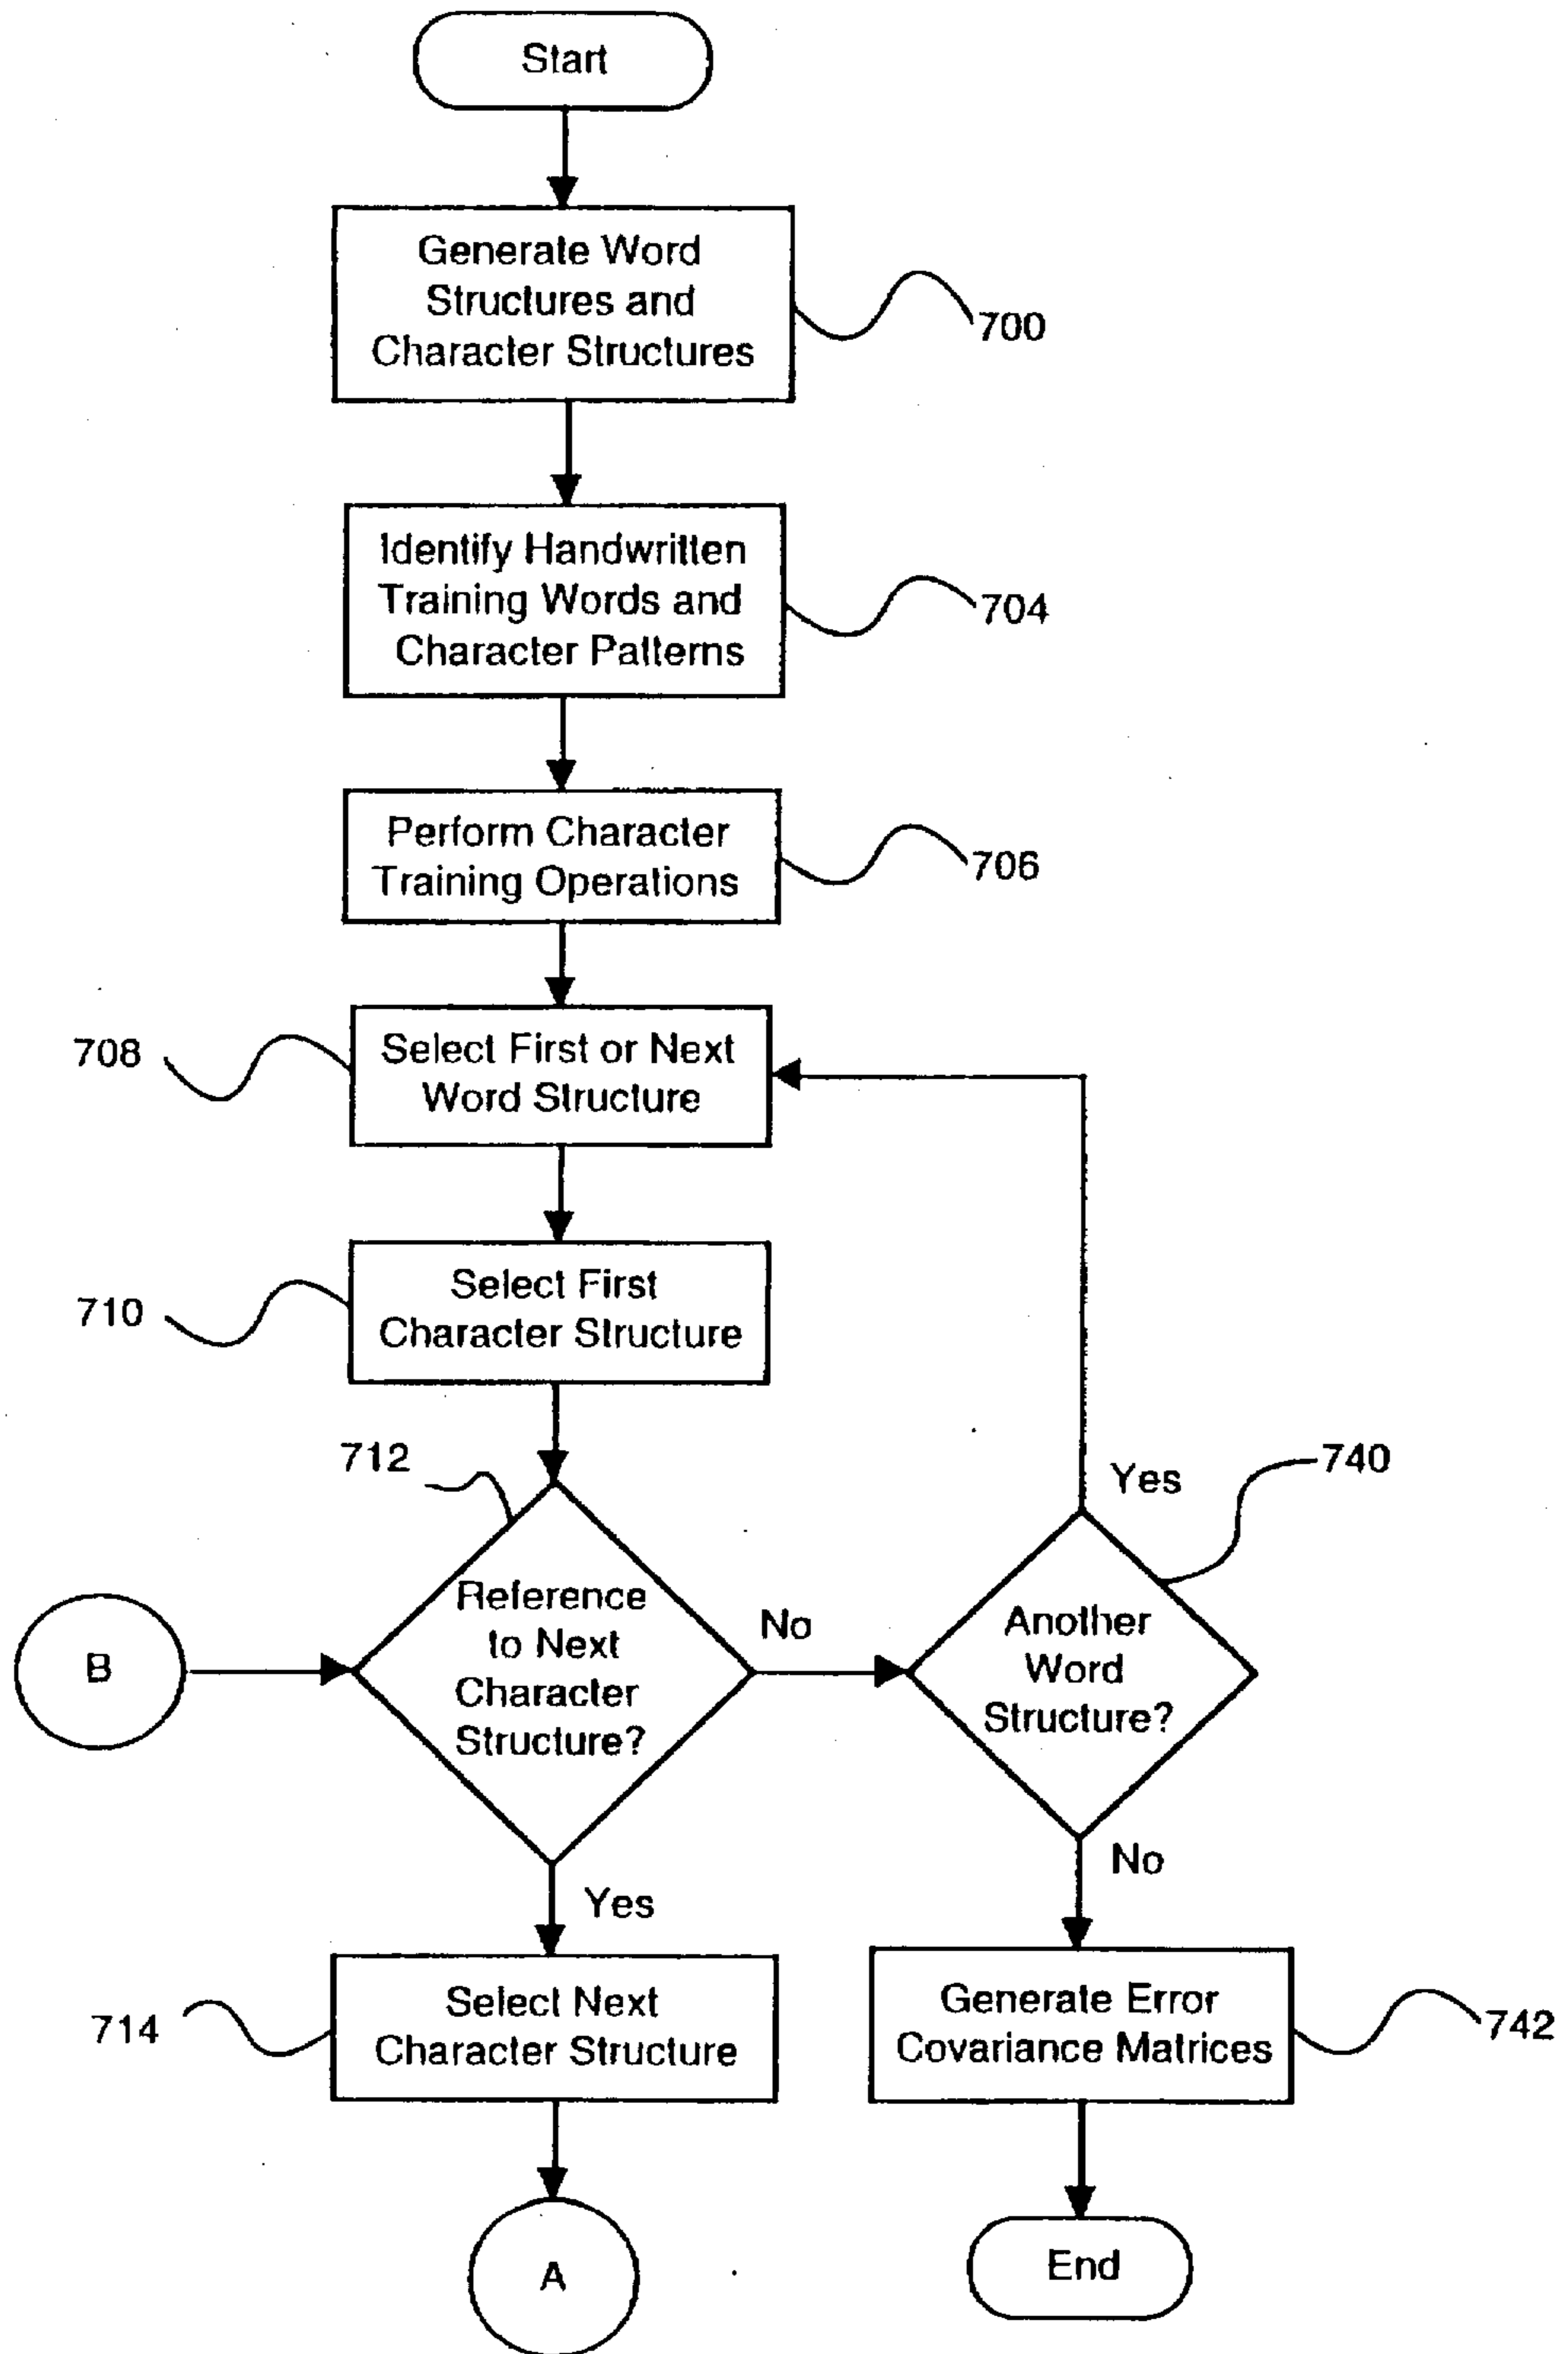 Start
Generate Word
Structures and
Character Structures
700
Identify Handwritten
Training Words and
Character Patterns
704
Perform Character
Training Operations
706
708
Select First or Next
Word Structure
710
Select First
Character Structure
712
740
Yes
B
Reference
to Next
Character
Structure?
No
Another
Word
Structure?
Yes
No
714
Select Next
Character Structure
Generate Error
Covariance Matrices
742
A
End